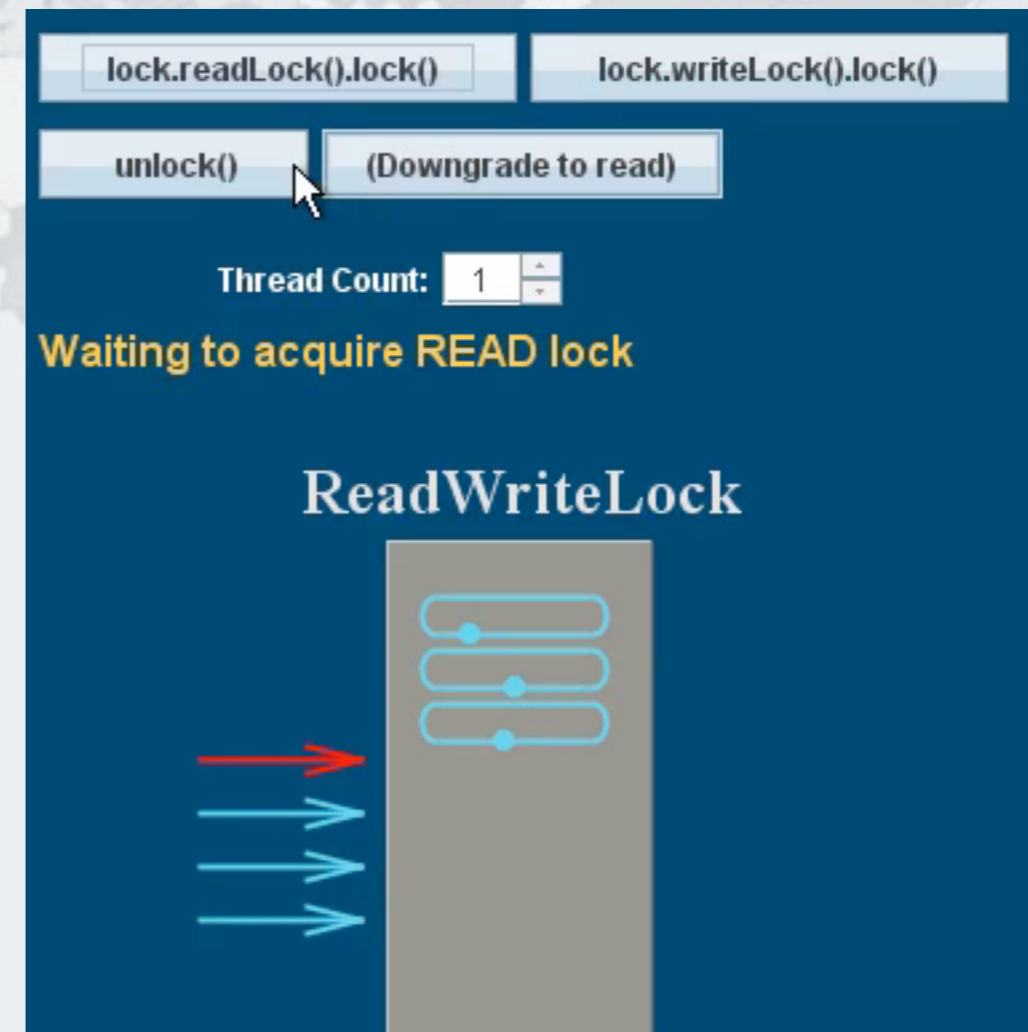 lock.readLock().lock() lock.writeLock().lock()
unlock() (Downgrade to read)
Thread Count: 1
Waiting to acquire READ lock
ReadWriteLock